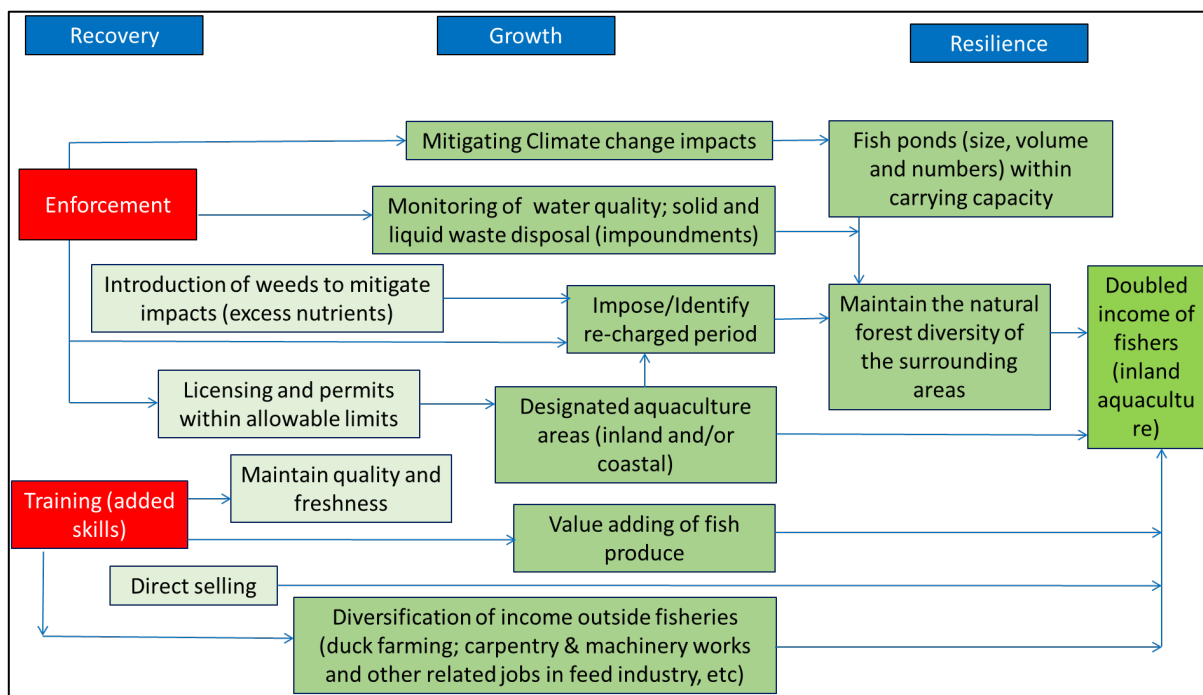 Recovery
Growth
Resilience
Mitigating Climate change impacts
Fish ponds (size, volume
and numbers) within
carrying capacity
Enforcement
Monitoring of water quality; solid and
liquid waste disposal (impoundments)
Introduction of weeds to mitigate
impacts (excess nutrients)
Impose/Identify
re-charged period
Maintain the natural
forest diversity of
the surrounding
areas
Doubled
income of
fishers
(inland
aquacultu
re)
Licensing and permits
within allowable limits
Designated aquaculture
areas (inland and/or
coastal)
Maintain quality and
freshness
Training (added
skills)
Value adding of fish
produce
Direct selling
Diversification of income outside fisheries
(duck farming; carpentry & machinery works
and other related jobs in feed industry, etc)